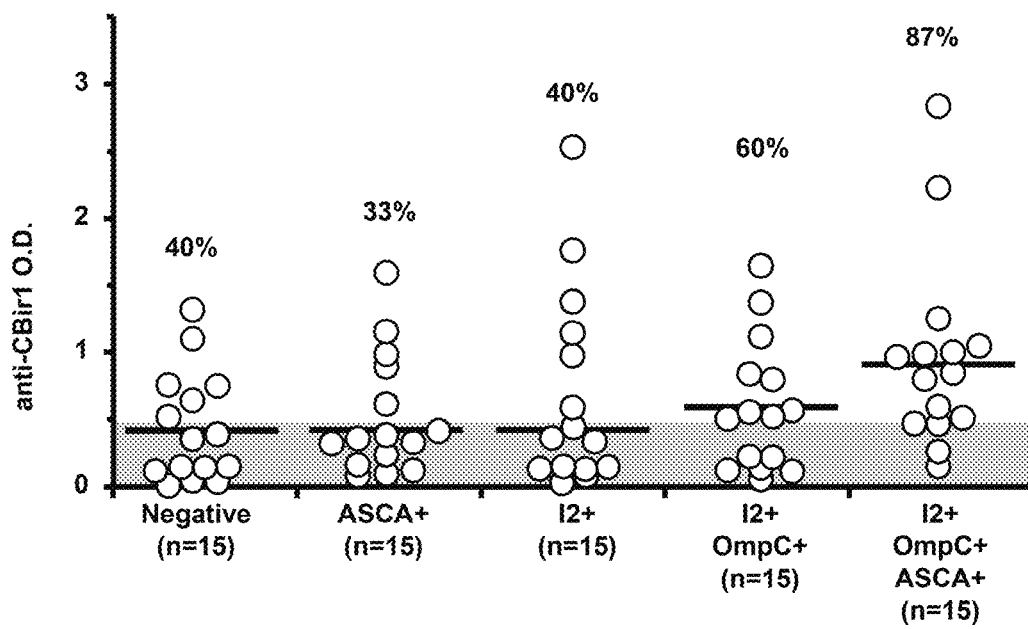 87%
3
40%
60%
33%
2
40%
1
0
anti-CBir1 O.D.
Negative
(n=15)
ASCA+
(n=15)
I2+
(n=15)
I2+
OmpC+
(n=15)
I2+
OmpC+
ASCA+
(n=15)